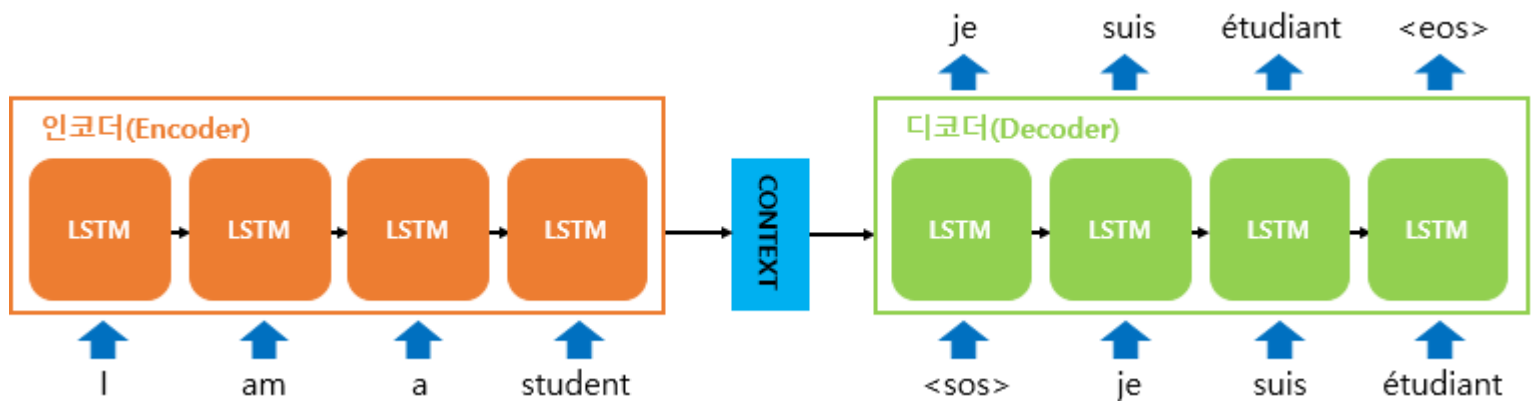 je suis étudiant <eos>
인코더(Encoder)
디코더(Decoder)
LSTM LSTM LSTM LSTM
CONTEXT
LSTM LSTM LSTM LSTM
I am a student
<sos> je suis étudiant